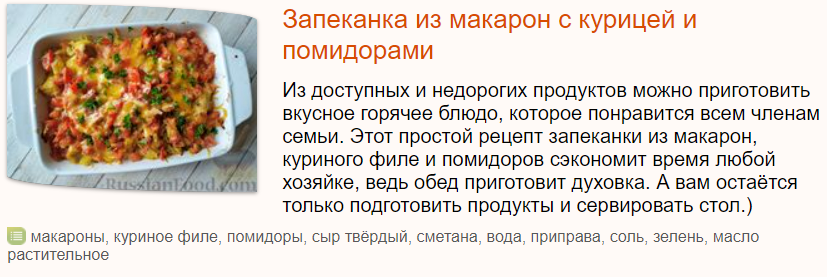 Запеканка из макарон с курицей и
помидорами
Из доступных и недорогих продуктов можно приготовить
вкусное горячее блюдо, которое понравится всем членам
семьи. Этот простой рецепт запеканки из макарон,
куриного филе и помидоров сэкономит время любой
хозяйке, ведь обед приготовит духовка. А вам остаётся
только подготовить продукты и сервировать стол.)
RussianFood.com
макароны, куриное филе, помидоры, сыр твёрдый, сметана, вода, приправа, соль, зелень, масло
растительное